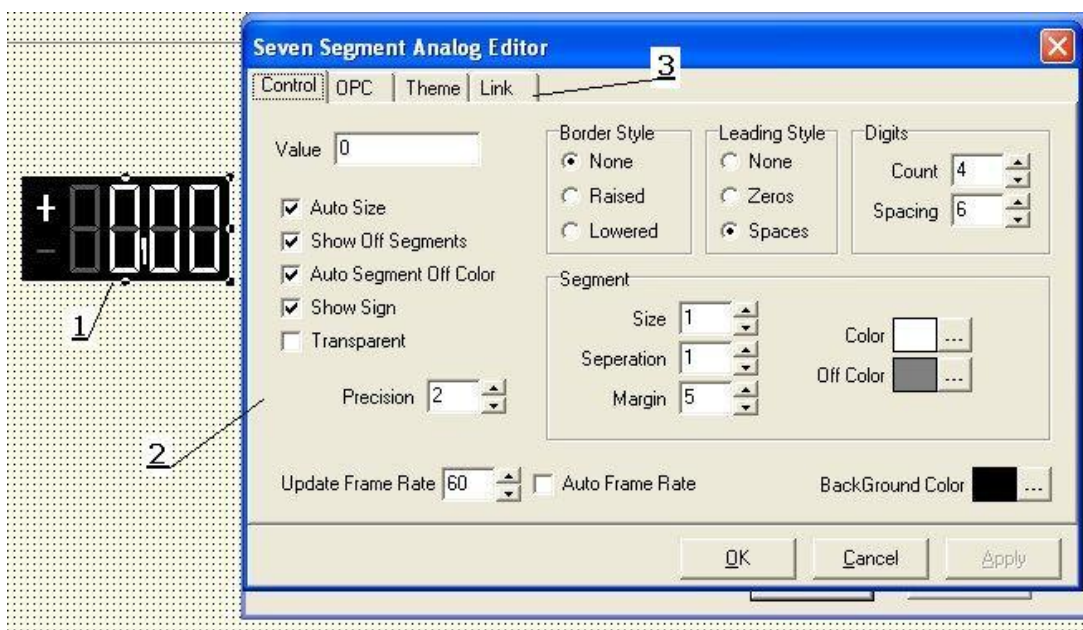 Seven Segment Analog Editor
3
Control OPC Theme Link
Value 0
Auto Size
Show Off Segments
Auto Segment Off Color
Show Sign
Transparent
Precision 2
Border Style
None
Raised
Lowered
Leading Style
None
Zeros
Spaces
Digits
Count 4
Spacing 6
Segment
Size 1
Seperation 1
Margin 5
Color ...
Off Color ...
Update Frame Rate 60 Auto Frame Rate
BackGround Color ...
OK Cancel Apply
+ 0,00
-
1
2